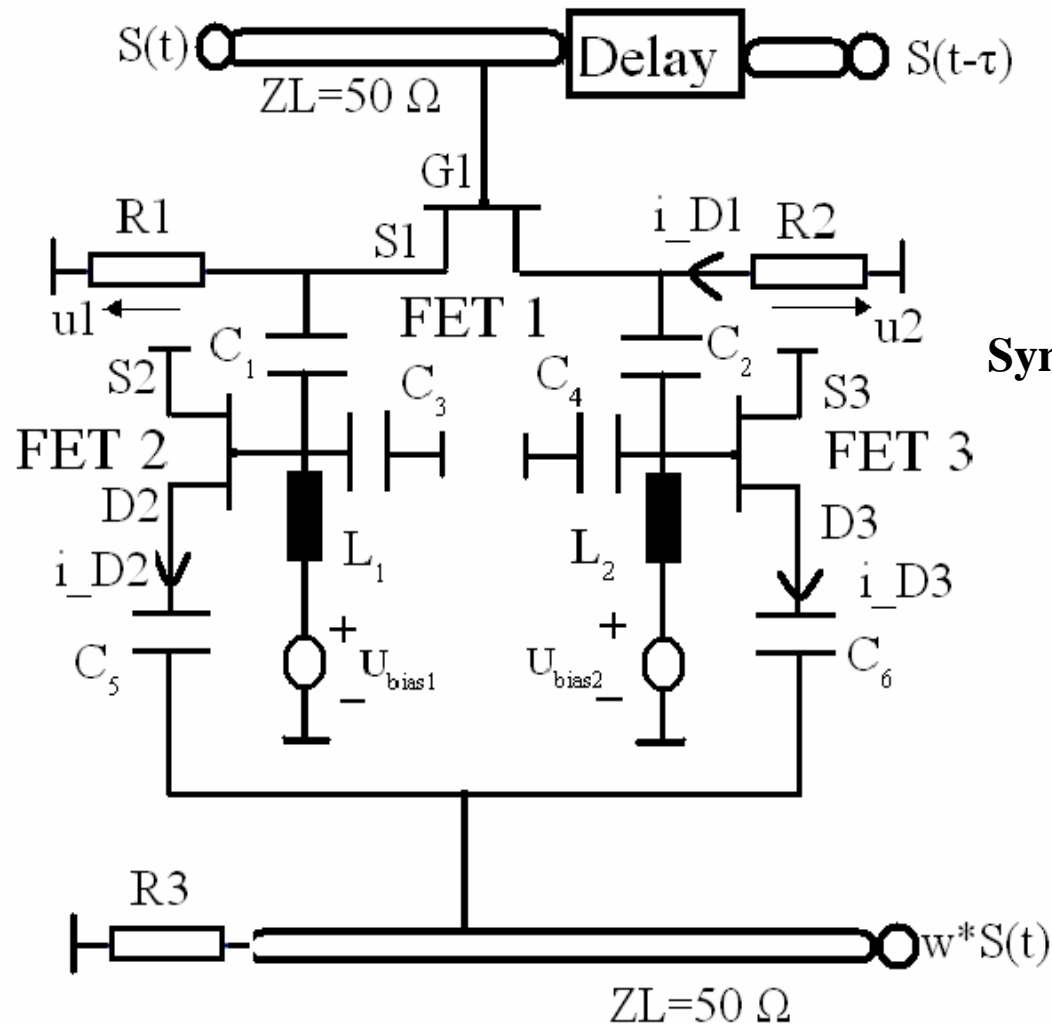 S(t)
Delay
S(t-τ)
ZL=50 Ω
G1
R1
S1
i_D1
R2
u1
FET 1
u2
C1
C2
S2
C3
C4
S3
Syr
FET 2
FET 3
D2
L1
L2
D3
i_D2
i_D3
C5
+
Ubias1
−
+
Ubias2
−
C6
R3
w*S(t)
ZL=50 Ω